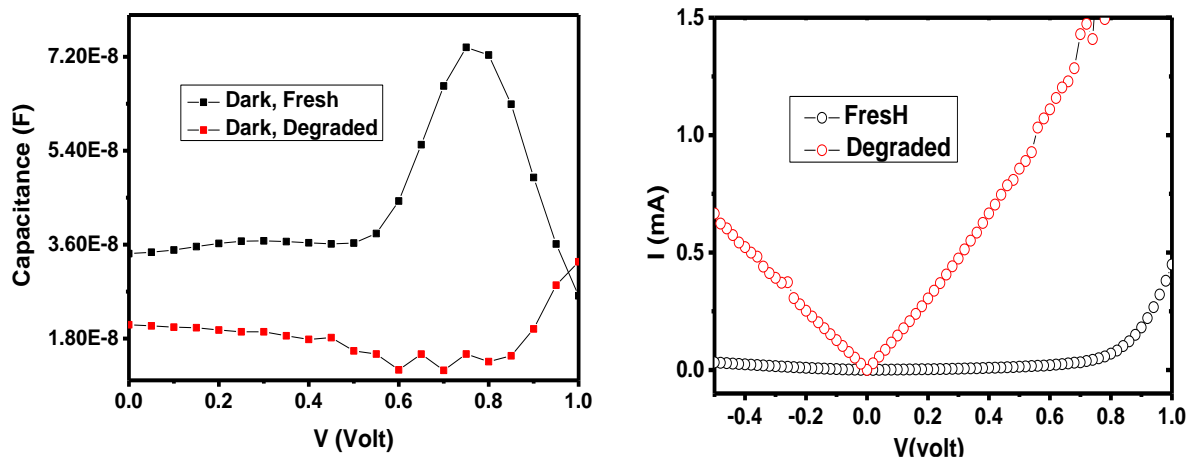 Capacitance (F)
7.20E-8
5.40E-8
3.60E-8
1.80E-8
Dark, Fresh
Dark, Degraded
0.0 0.2 0.4 0.6 0.8 1.0
V (Volt)
I (mA)
1.5
1.0
0.5
0.0
FresH
Degraded
-0.4 -0.2 0.0 0.2 0.4 0.6 0.8 1.0
V(volt)